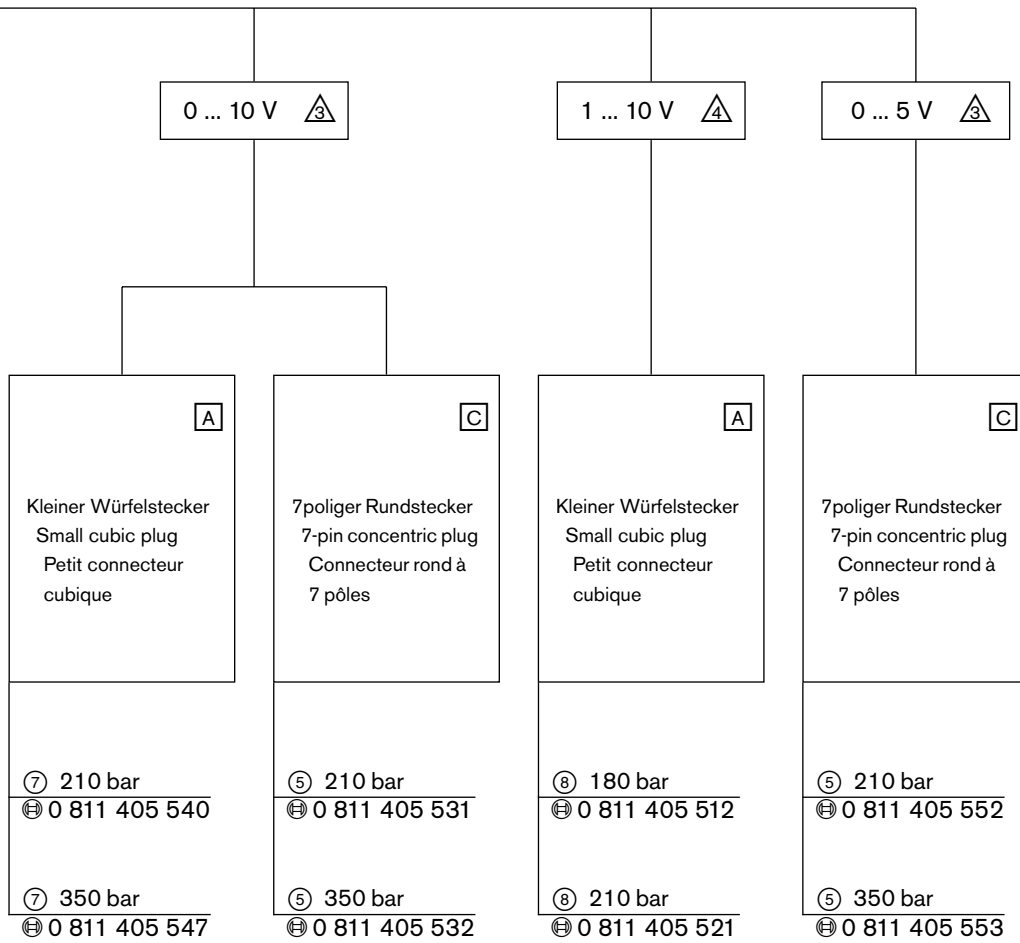 0 ... 10 V 3
1 ... 10 V 4
0 ... 5 V 3
A
Kleiner Würfelstecker
Small cubic plug
Petit connecteur
cubique
7 210 bar
0 811 405 540
7 350 bar
0 811 405 547
C
7poliger Rundstecker
7-pin concentric plug
Connecteur rond à
7 pôles
5 210 bar
0 811 405 531
5 350 bar
0 811 405 532
A
Kleiner Würfelstecker
Small cubic plug
Petit connecteur
cubique
8 180 bar
0 811 405 512
8 210 bar
0 811 405 521
C
7poliger Rundstecker
7-pin concentric plug
Connecteur rond à
7 pôles
5 210 bar
0 811 405 552
5 350 bar
0 811 405 553